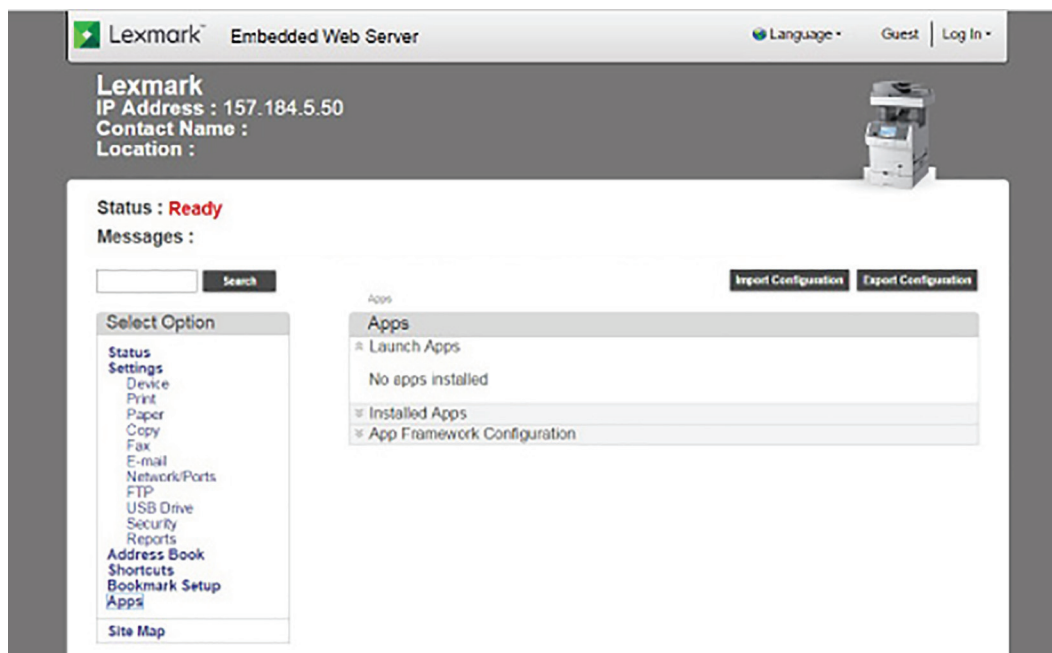 Lexmark™ Embedded Web Server Language Guest Log In
Lexmark
IP Address : 157.184.5.50
Contact Name :
Location :
Status : Ready
Messages :
Search
Import Configuration Export Configuration
Select Option
Status
Settings
Device
Print
Paper
Copy
Fax
E-mail
Network/Ports
FTP
USB Drive
Security
Reports
Address Book
Shortcuts
Bookmark Setup
Apps
Site Map
Apps
Apps
Launch Apps
No apps installed
Installed Apps
App Framework Configuration